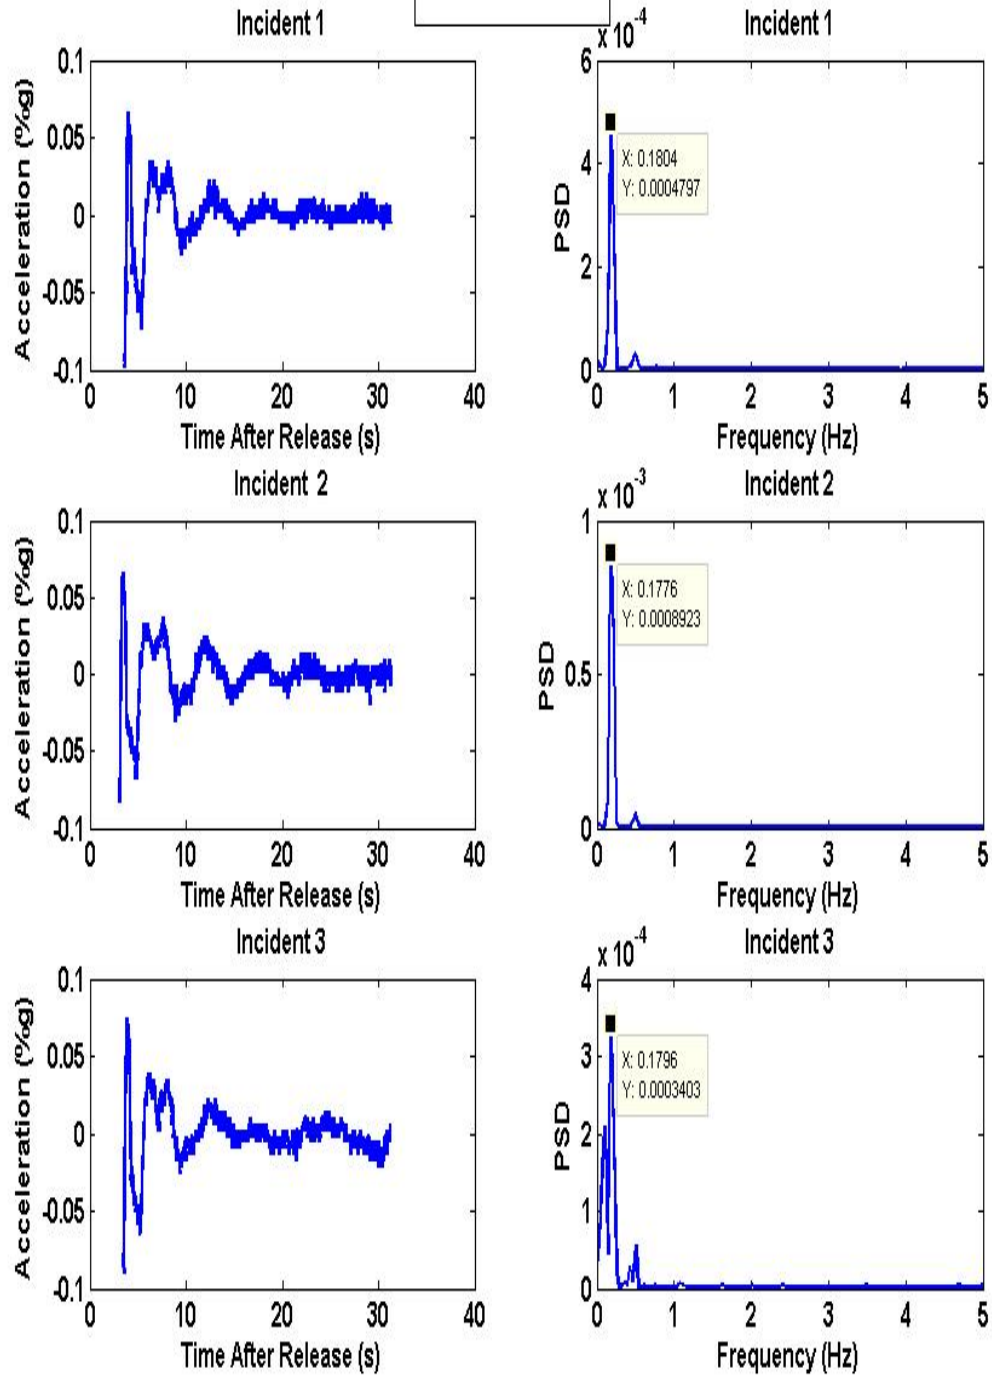 Incident 1
Acceleration (%g)
0.1
0.05
0
-0.05
-0.1
0 10 20 30 40
Time After Release (s)
x 10-4
Incident 1
PSD
6
4
2
0
X: 0.1804
Y: 0.0004797
0 1 2 3 4 5
Frequency (Hz)
Incident 2
Acceleration (%g)
0.1
0.05
0
-0.05
-0.1
0 10 20 30 40
Time After Release (s)
x 10-3
Incident 2
PSD
1
0.5
0
X: 0.1776
Y: 0.0008923
0 1 2 3 4 5
Frequency (Hz)
Incident 3
Acceleration (%g)
0.1
0.05
0
-0.05
-0.1
0 10 20 30 40
Time After Release (s)
x 10-4
Incident 3
PSD
4
3
2
1
0
X: 0.1796
Y: 0.0003403
0 1 2 3 4 5
Frequency (Hz)